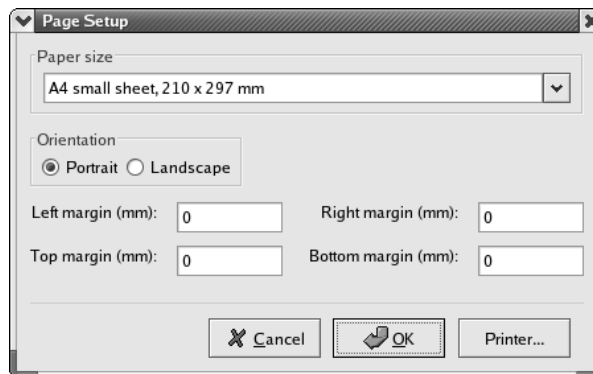 Page Setup
Paper size
A4 small sheet, 210 x 297 mm
Orientation
Portrait Landscape
Left margin (mm): 0 Right margin (mm): 0
Top margin (mm): 0 Bottom margin (mm): 0
Cancel OK Printer...